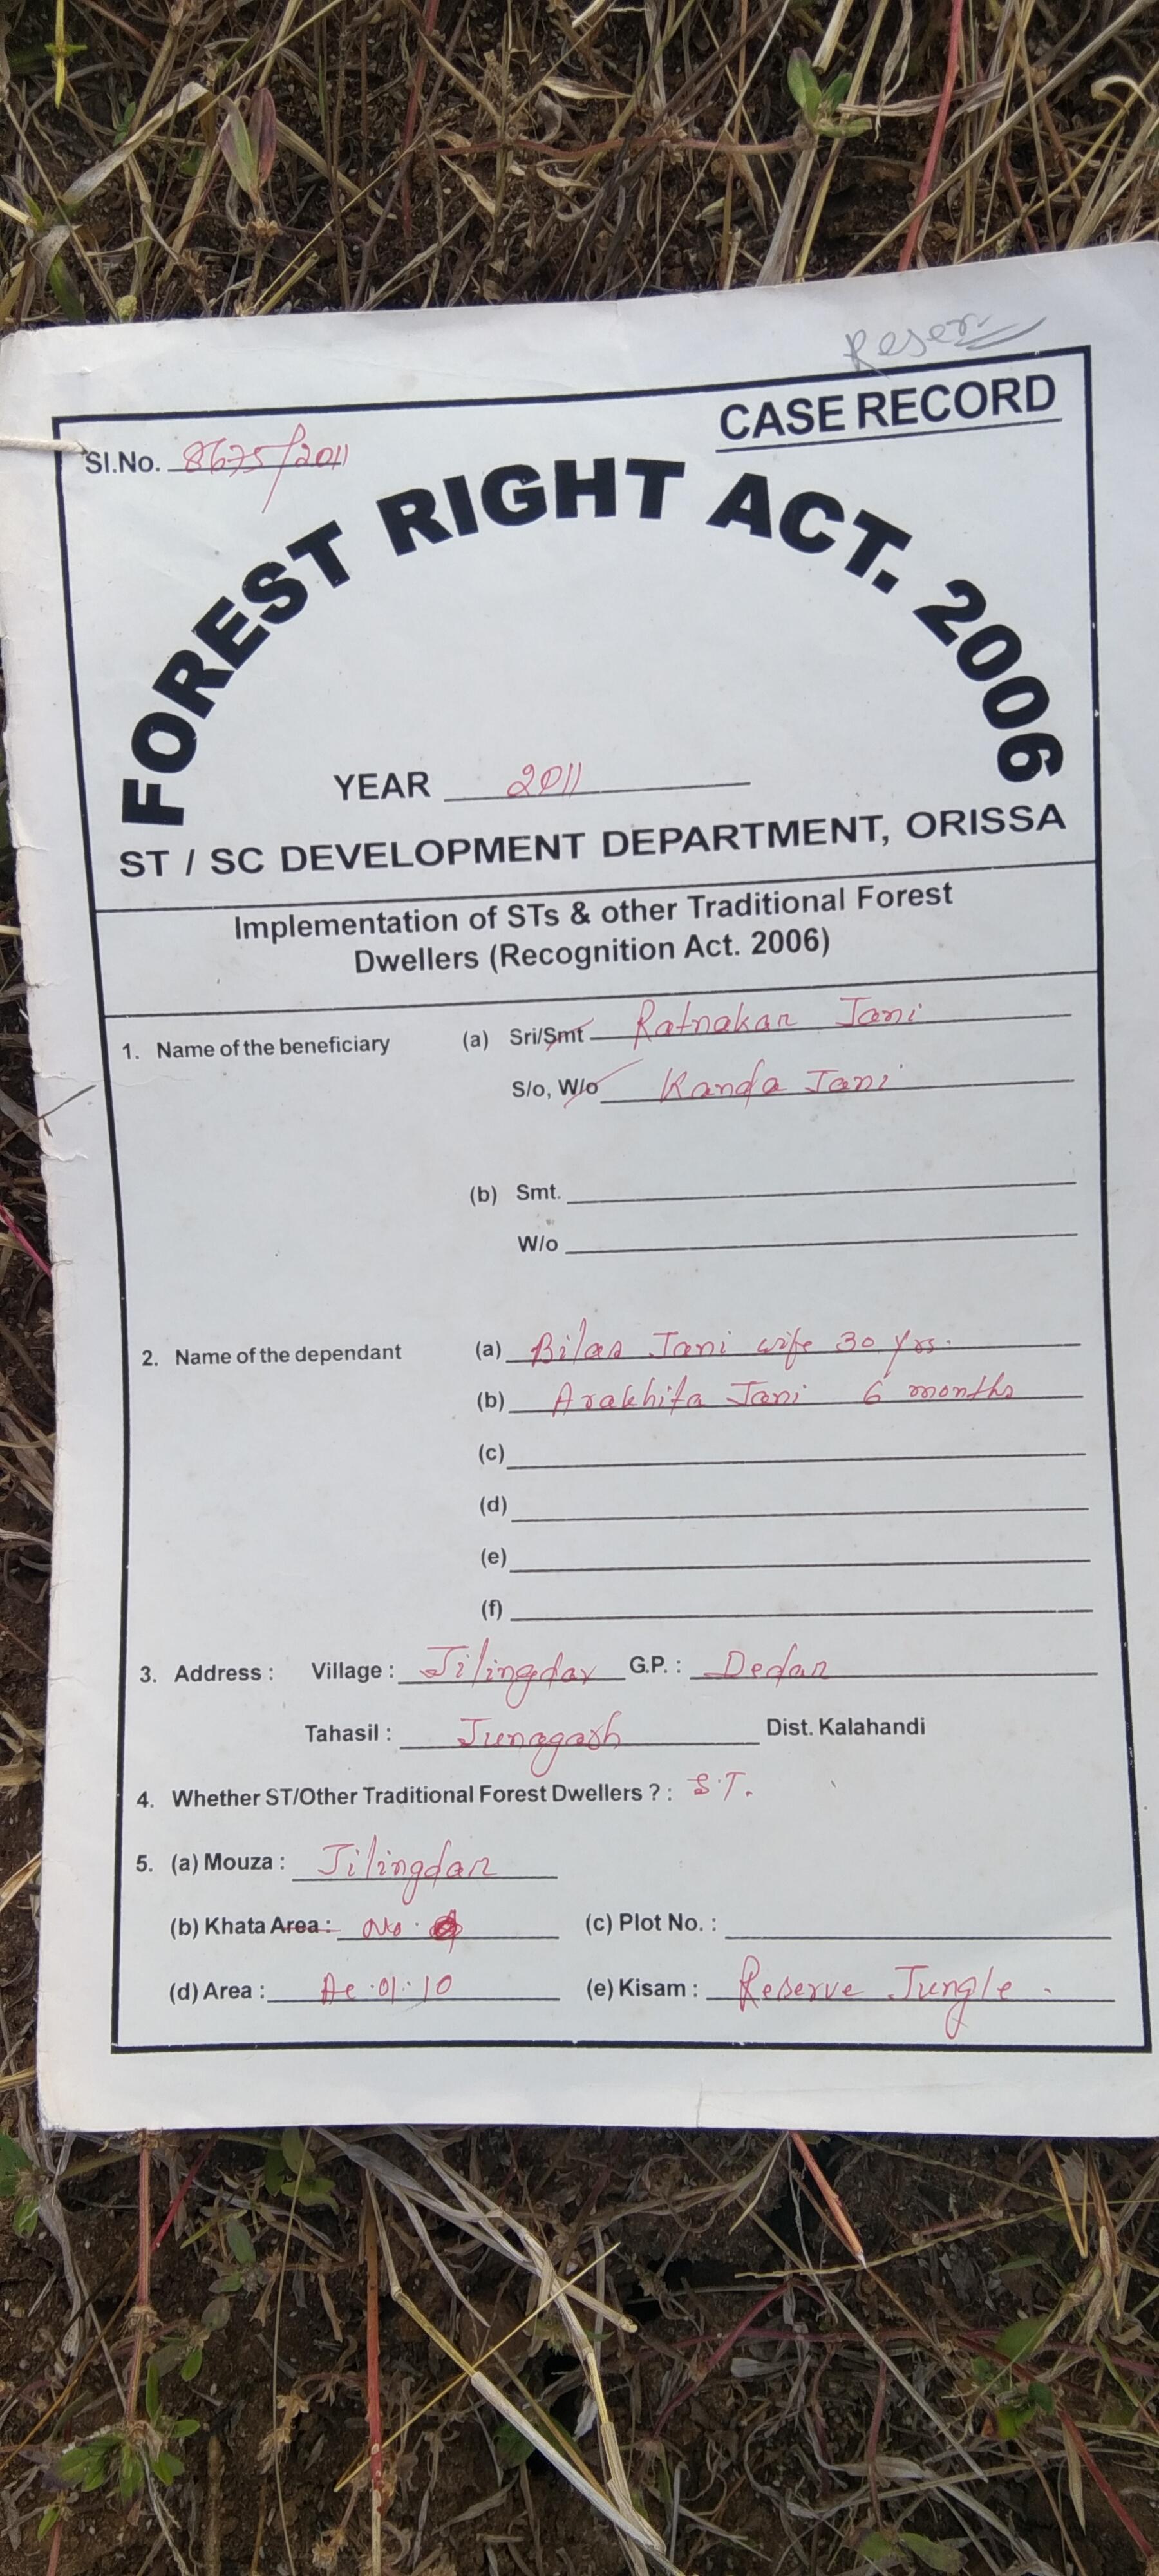 Reser
CASE RECORD
Sl.No. 8675/2011
FOREST RIGHT ACT. 2006
YEAR 2011
ST / SC DEVELOPMENT DEPARTMENT, ORISSA
Implementation of STs & other Traditional Forest
Dwellers (Recognition Act. 2006)
1. Name of the beneficiary (a) Sri/Smt Ratnakar Jani
S/o, W/o Kanda Jani
(b) Smt.
W/o
2. Name of the dependant (a) Bilas Jani wife 30 yrs.
(b) Arakhita Jani 6 months
(c)
(d)
(e)
(f)
3. Address : Village : Jilingdar G.P. : Dedar
Tahasil : Junagarh Dist. Kalahandi
4. Whether ST/Other Traditional Forest Dwellers ? : S.T.
5. (a) Mouza : Jilingdar
(b) Khata Area : No.
(c) Plot No. :
(d) Area : Ac.01.10 (e) Kisam : Reserve Jungle.